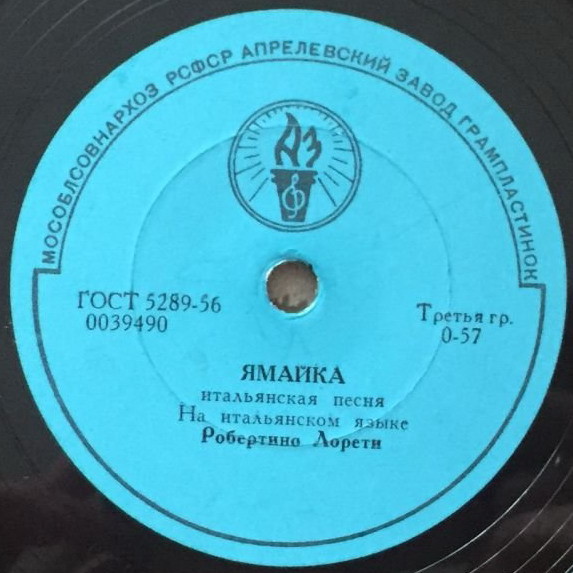 МОСОБЛСОВНАРХОЗ РСФСР АПРЕЛЕВСКИЙ ЗАВОД ГРАМПЛАСТИНОК
АЗ
ГОСТ 5289-56
0039490
Третья гр.
0-57
ЯМАЙКА
итальянская песня
На итальянском языке
Робертино Лорети